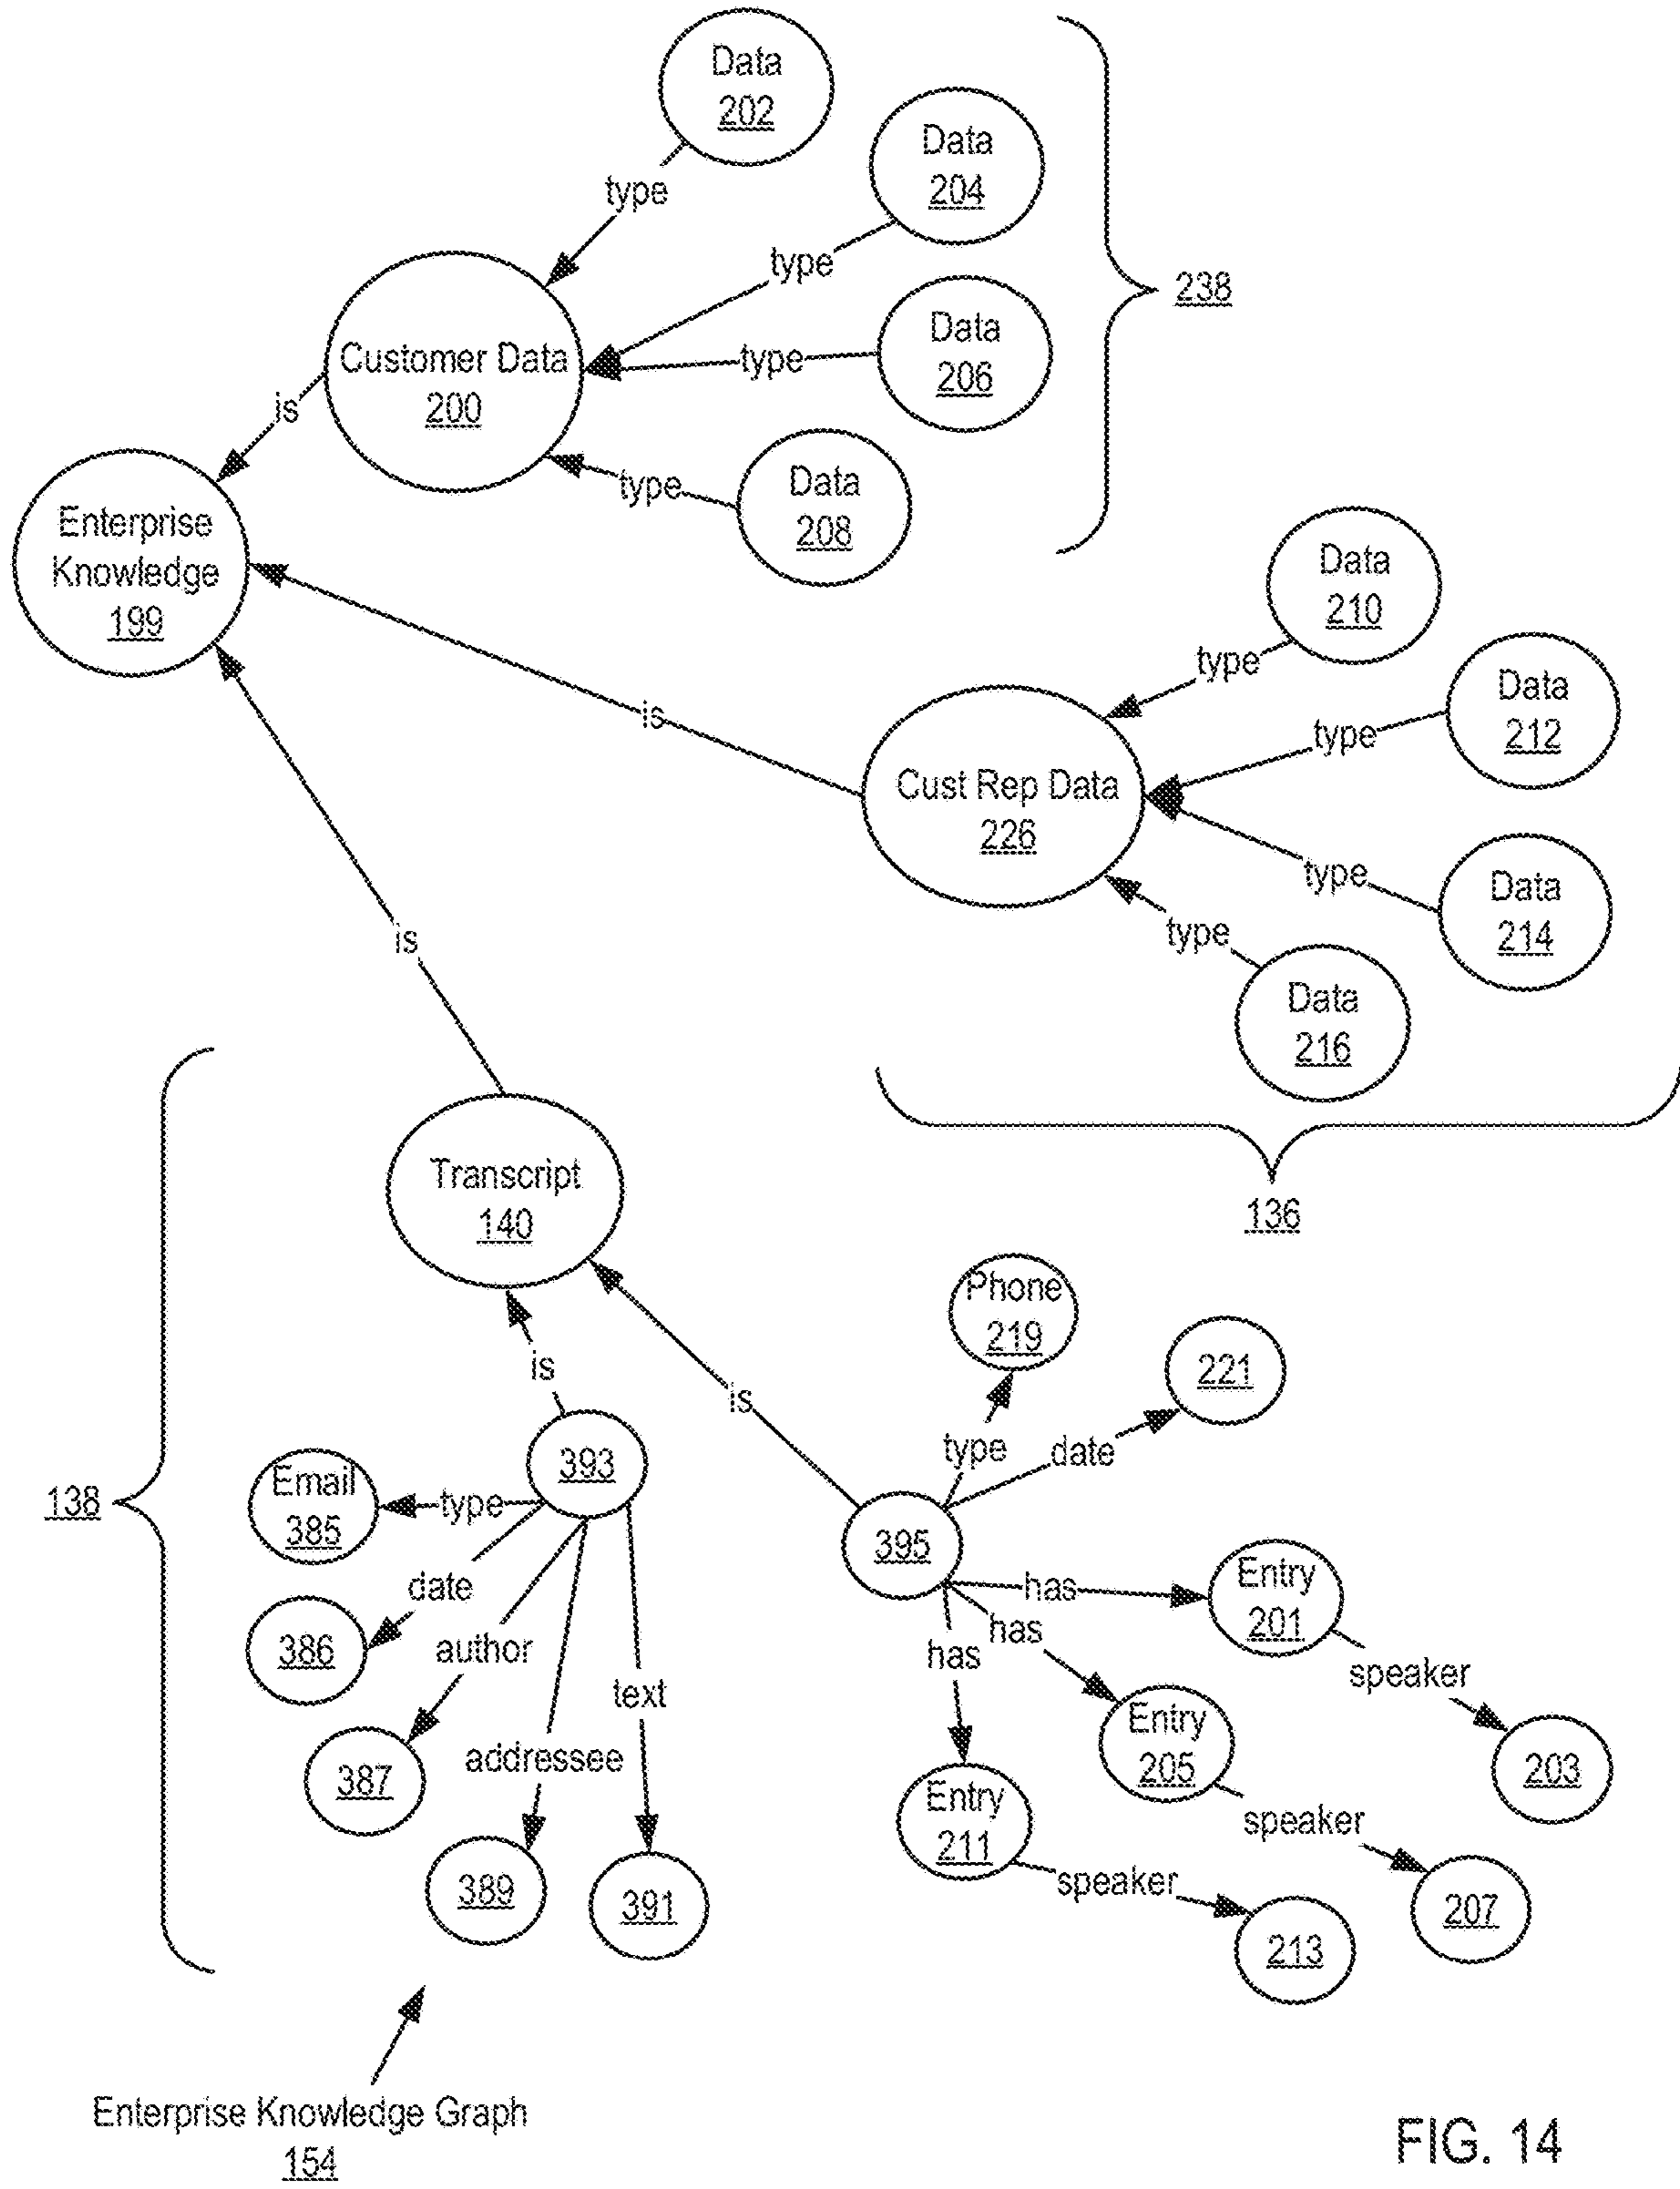 Data
202
type
Data
204
type
238
Data
206
type
Customer Data
200
is
type
Data
208
Enterprise
Knowledge
199
Data
210
type
is
Data
212
type
Cust Rep Data
226
type
Data
214
type
is
Data
216
Transcript
140
136
Phone
219
221
is
is
type
date
393
Email
385
type
138
395
date
386
has
Entry
201
has
has
author
text
speaker
Entry
205
387
addressee
203
Entry
211
speaker
389
391
speaker
207
213
Enterprise Knowledge Graph
154
FIG. 14